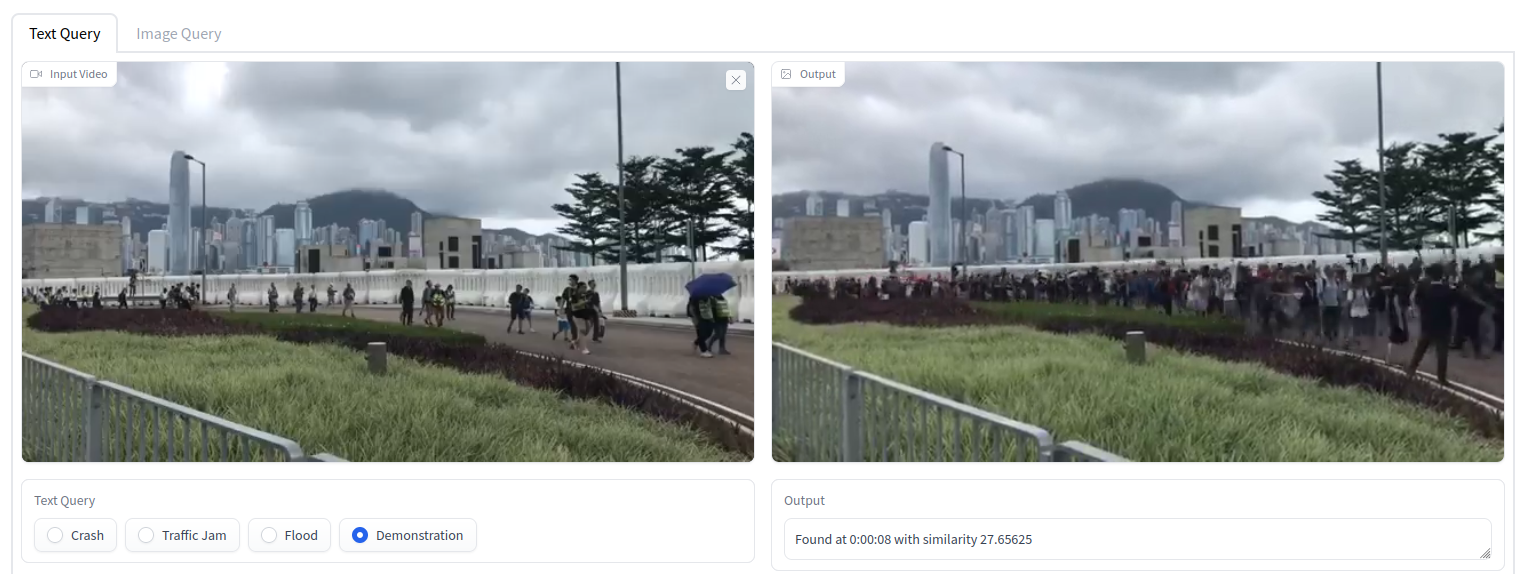 Text Query
Image Query
Input Video
Output
Text Query
Crash
Traffic Jam
Flood
Demonstration
Output
Found at 0:00:08 with similarity 27.65625